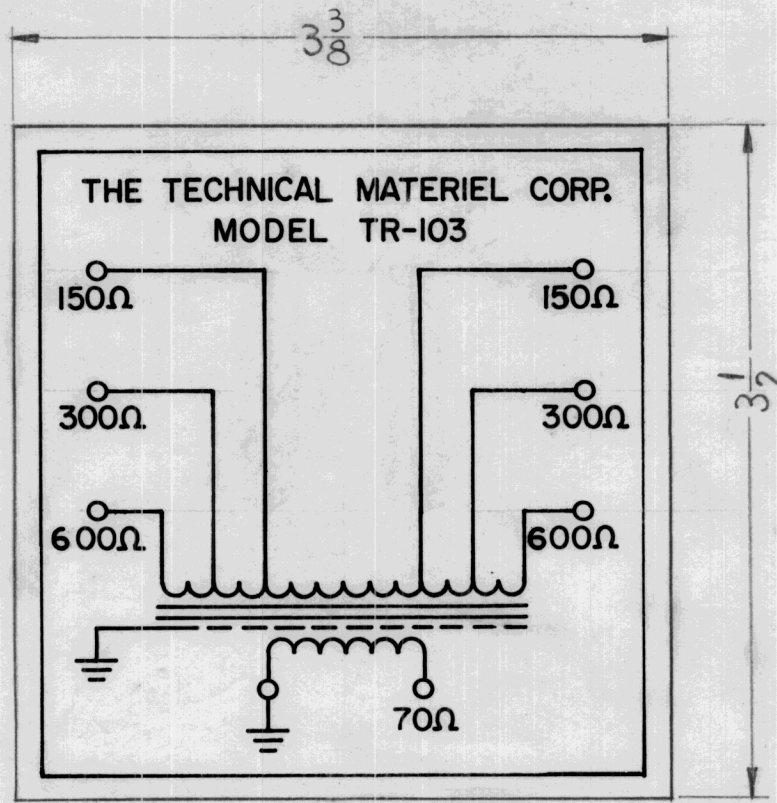 3 3/8
THE TECHNICAL MATERIEL CORP.
MODEL TR-103
150Ω 150Ω
300Ω. 300Ω
600Ω. 600Ω
70Ω
3 1/2